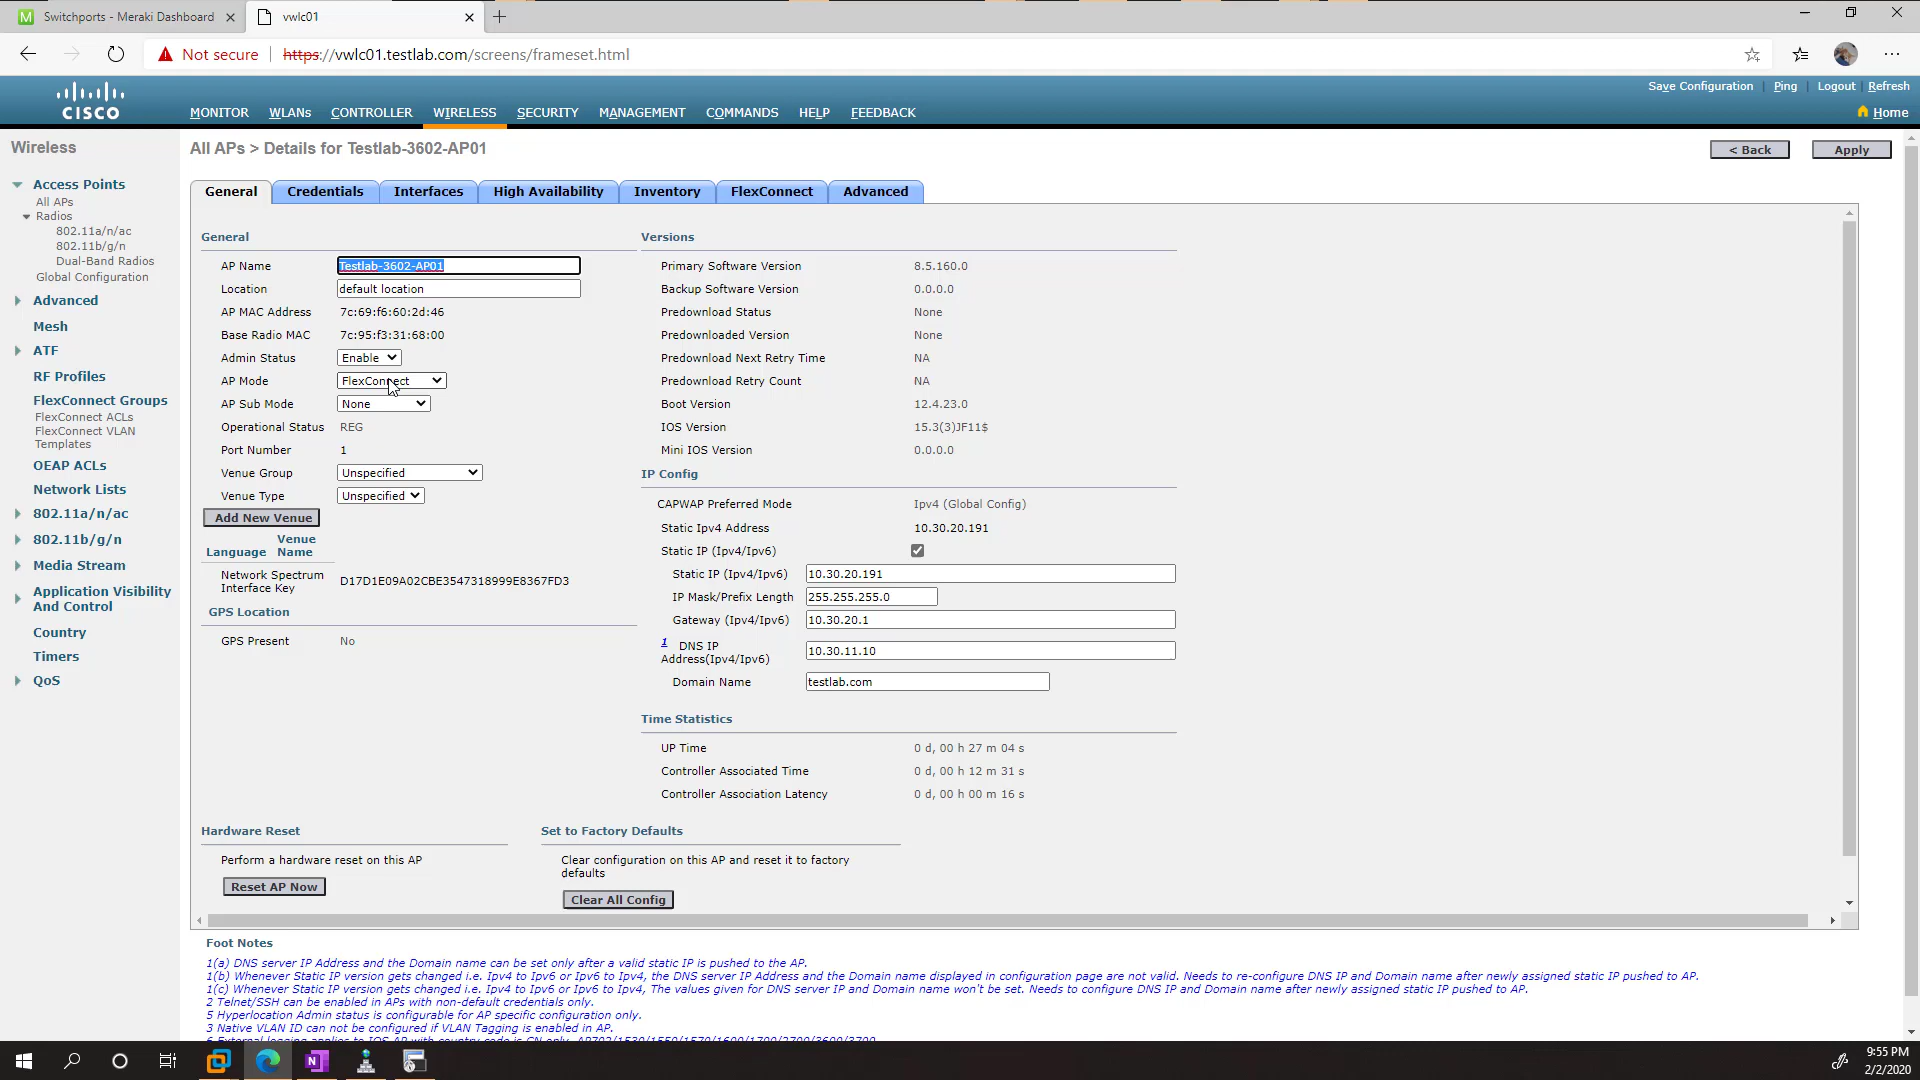 Switchports - Meraki Dashboard
vwlc01
Not secure
https://vwlc01.testlab.com/screens/frameset.html
Save Configuration | Ping | Logout | Refresh
CISCO
MONITOR WLANs CONTROLLER WIRELESS SECURITY MANAGEMENT COMMANDS HELP FEEDBACK
Home
Wireless
Access Points
All APs
Radios
802.11a/n/ac
802.11b/g/n
Dual-Band Radios
Global Configuration
Advanced
Mesh
ATF
RF Profiles
FlexConnect Groups
FlexConnect ACLs
FlexConnect VLAN
Templates
OEAP ACLs
Network Lists
802.11a/n/ac
802.11b/g/n
Media Stream
Application Visibility
And Control
Country
Timers
QoS
All APs > Details for Testlab-3602-AP01
< Back
Apply
General Credentials Interfaces High Availability Inventory FlexConnect Advanced
General
AP Name Testlab-3602-AP01
Location default location
AP MAC Address 7c:69:f6:60:2d:46
Base Radio MAC 7c:95:f3:31:68:00
Admin Status Enable
AP Mode FlexConnect
AP Sub Mode None
Operational Status REG
Port Number 1
Venue Group Unspecified
Venue Type Unspecified
Add New Venue
Language Venue
Name
Network Spectrum
Interface Key D17D1E09A02CBE3547318999E8367FD3
GPS Location
GPS Present No
Versions
Primary Software Version 8.5.160.0
Backup Software Version 0.0.0.0
Predownload Status None
Predownloaded Version None
Predownload Next Retry Time NA
Predownload Retry Count NA
Boot Version 12.4.23.0
IOS Version 15.3(3)JF11$
Mini IOS Version 0.0.0.0
IP Config
CAPWAP Preferred Mode Ipv4 (Global Config)
Static Ipv4 Address 10.30.20.191
Static IP (Ipv4/Ipv6)
Static IP (Ipv4/Ipv6) 10.30.20.191
IP Mask/Prefix Length 255.255.255.0
Gateway (Ipv4/Ipv6) 10.30.20.1
1 DNS IP
Address(Ipv4/Ipv6) 10.30.11.10
Domain Name testlab.com
Time Statistics
UP Time 0 d, 00 h 27 m 04 s
Controller Associated Time 0 d, 00 h 12 m 31 s
Controller Association Latency 0 d, 00 h 00 m 16 s
Hardware Reset
Perform a hardware reset on this AP
Reset AP Now
Set to Factory Defaults
Clear configuration on this AP and reset it to factory
defaults
Clear All Config
Foot Notes
1(a) DNS server IP Address and the Domain name can be set only after a valid static IP is pushed to the AP.
1(b) Whenever Static IP version gets changed i.e. Ipv4 to Ipv6 or Ipv6 to Ipv4, the DNS server IP Address and the Domain name displayed in configuration page are not valid. Needs to re-configure DNS IP and Domain name after newly assigned static IP pushed to AP.
1(c) Whenever Static IP version gets changed i.e. Ipv4 to Ipv6 or Ipv6 to Ipv4, The values given for DNS server IP and Domain name won't be set. Needs to configure DNS IP and Domain name after newly assigned static IP pushed to AP.
2 Telnet/SSH can be enabled in APs with non-default credentials only.
5 Hyperlocation Admin status is configurable for AP specific configuration only.
3 Native VLAN ID can not be configured if VLAN Tagging is enabled in AP.
6 External logging applies to IOS AP with country code is CN only. AP702/1530/1550/1570/1600/1700/2700/3600/3700
9:55 PM
2/2/2020